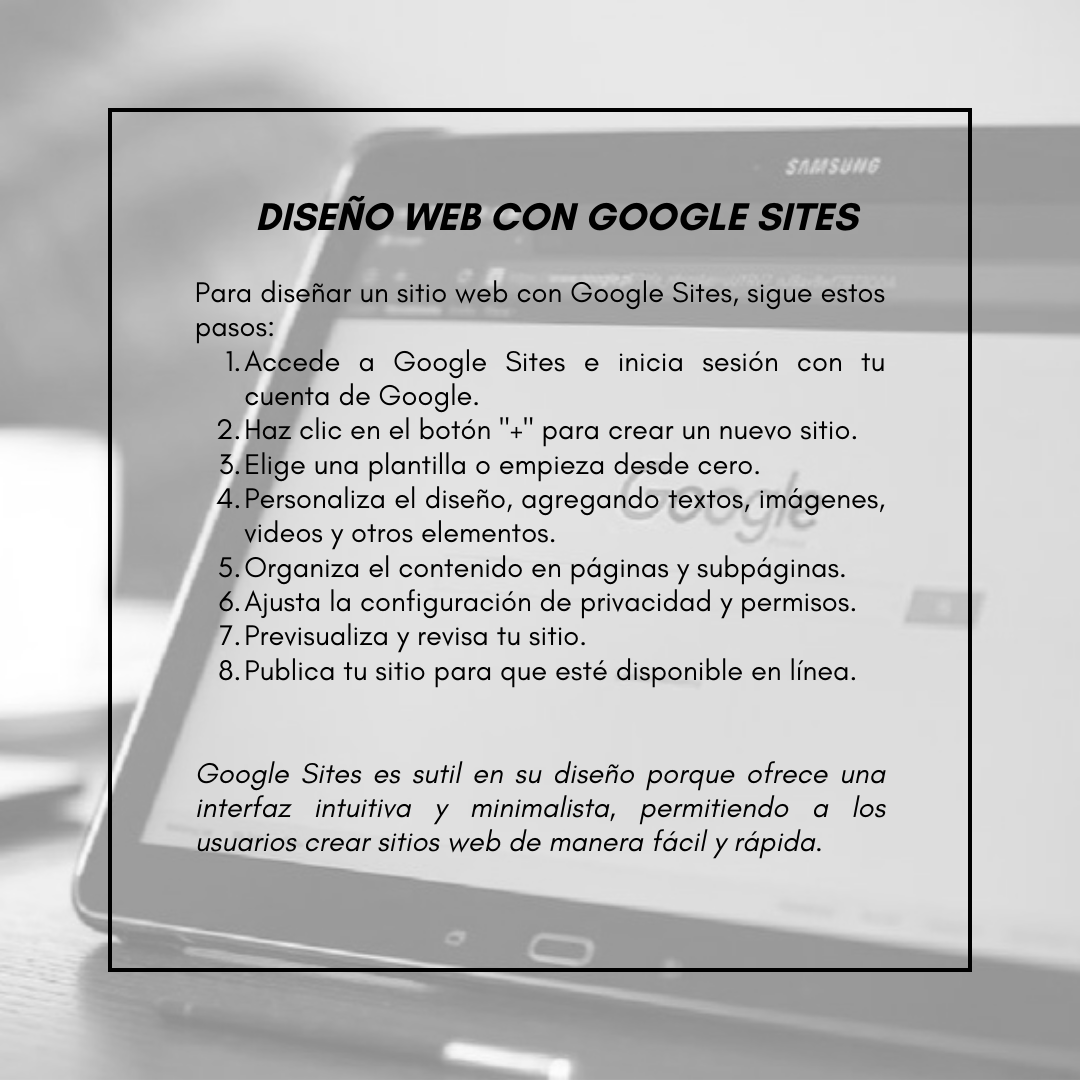 SAMSUNG
DISEÑO WEB CON GOOGLE SITES
Para diseñar un sitio web con Google Sites, sigue estos
pasos:
1. Accede a Google Sites e inicia sesión con tu
cuenta de Google.
2. Haz clic en el botón "+" para crear un nuevo sitio.
3. Elige una plantilla o empieza desde cero.
4. Personaliza el diseño, agregando textos, imágenes,
videos y otros elementos.
Google
5. Organiza el contenido en páginas y subpáginas.
6. Ajusta la configuración de privacidad y permisos.
7. Previsualiza y revisa tu sitio.
8. Publica tu sitio para que esté disponible en línea.
Google Sites es sutil en su diseño porque ofrece una
interfaz intuitiva y minimalista, permitiendo a los
usuarios crear sitios web de manera fácil y rápida.